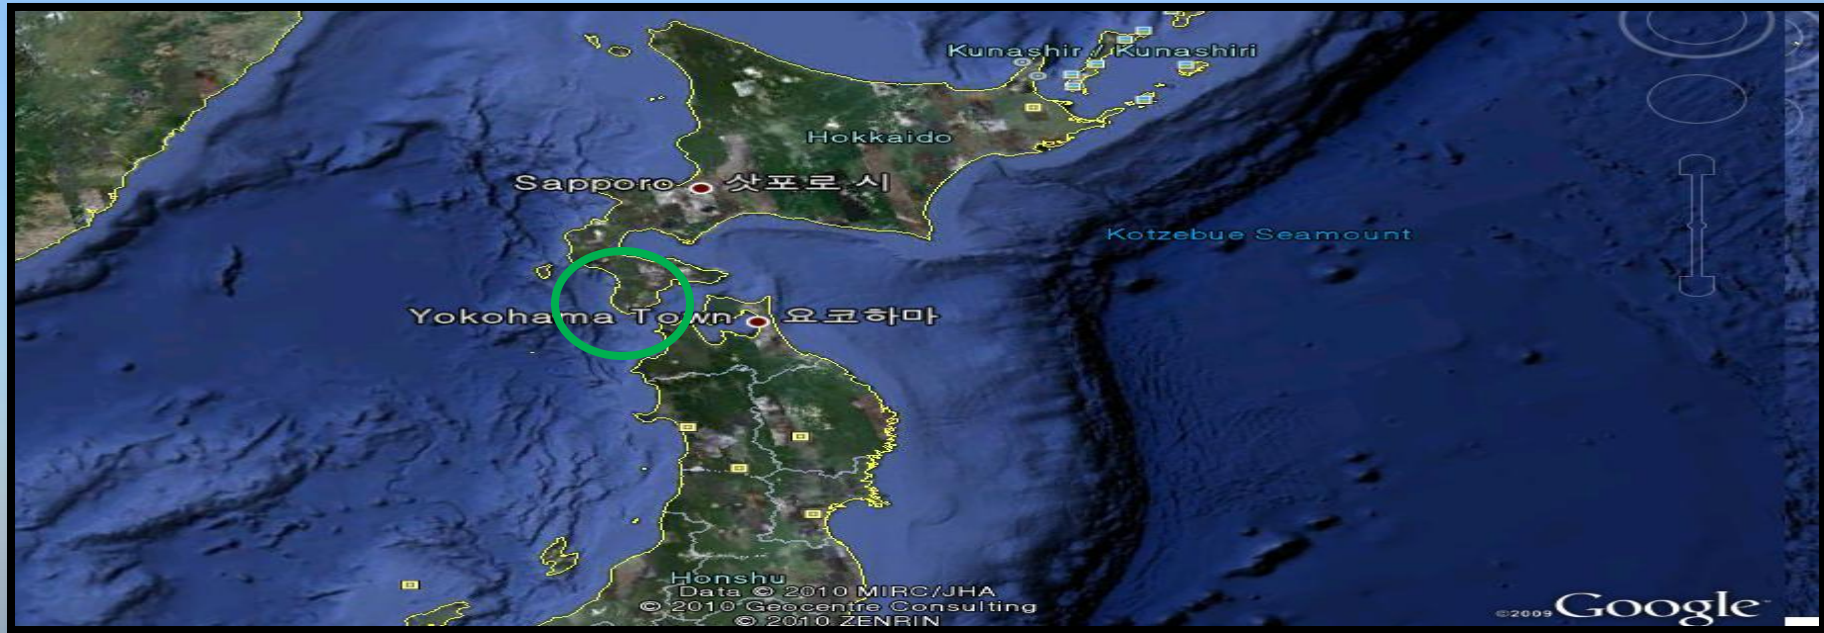 Kunashir / Kunashiri
Hokkaido
Sapporo 삿포로 시
Kotzebue Seamount
Yokohama Town 요코하마
Honshu
Data © 2010 MIRC/JHA
© 2010 Geocentre Consulting
© 2010 ZENRIN
©2009 Google